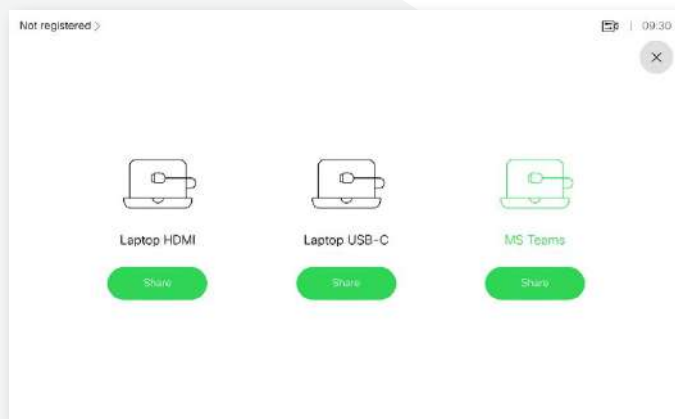 Not registered >
09:30
Laptop HDMI
Laptop USB-C
MS Teams
Share
Share
Share